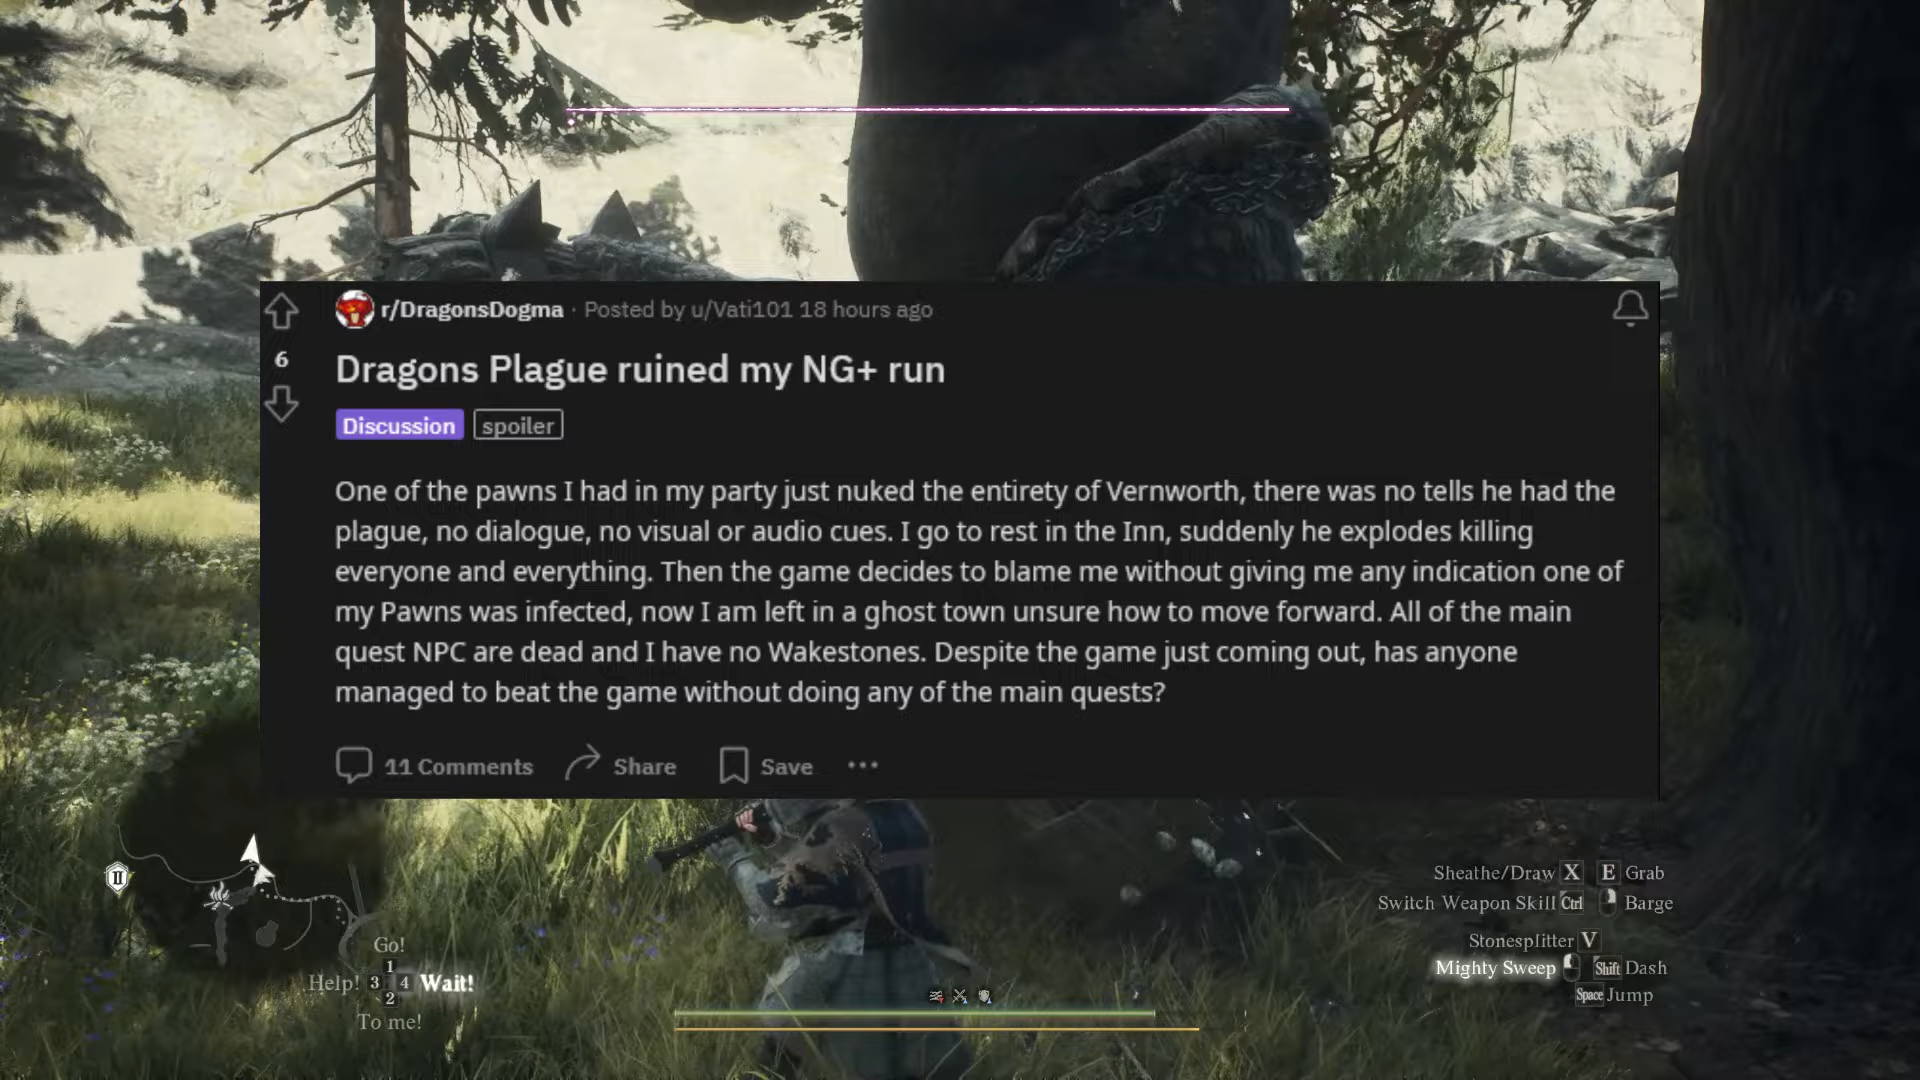 r/DragonsDogma · Posted by u/Vati101 18 hours ago
6
Dragons Plague ruined my NG+ run
Discussion spoiler
One of the pawns I had in my party just nuked the entirety of Vernworth, there was no tells he had the
plague, no dialogue, no visual or audio cues. I go to rest in the Inn, suddenly he explodes killing
everyone and everything. Then the game decides to blame me without giving me any indication one of
my Pawns was infected, now I am left in a ghost town unsure how to move forward. All of the main
quest NPC are dead and I have no Wakestones. Despite the game just coming out, has anyone
managed to beat the game without doing any of the main quests?
11 Comments Share Save
II
Go!
1
Help! 3 4 Wait!
2
To me!
Sheathe/Draw X E Grab
Switch Weapon Skill Ctrl Barge
Stonesplitter V
Mighty Sweep Shift Dash
Space Jump